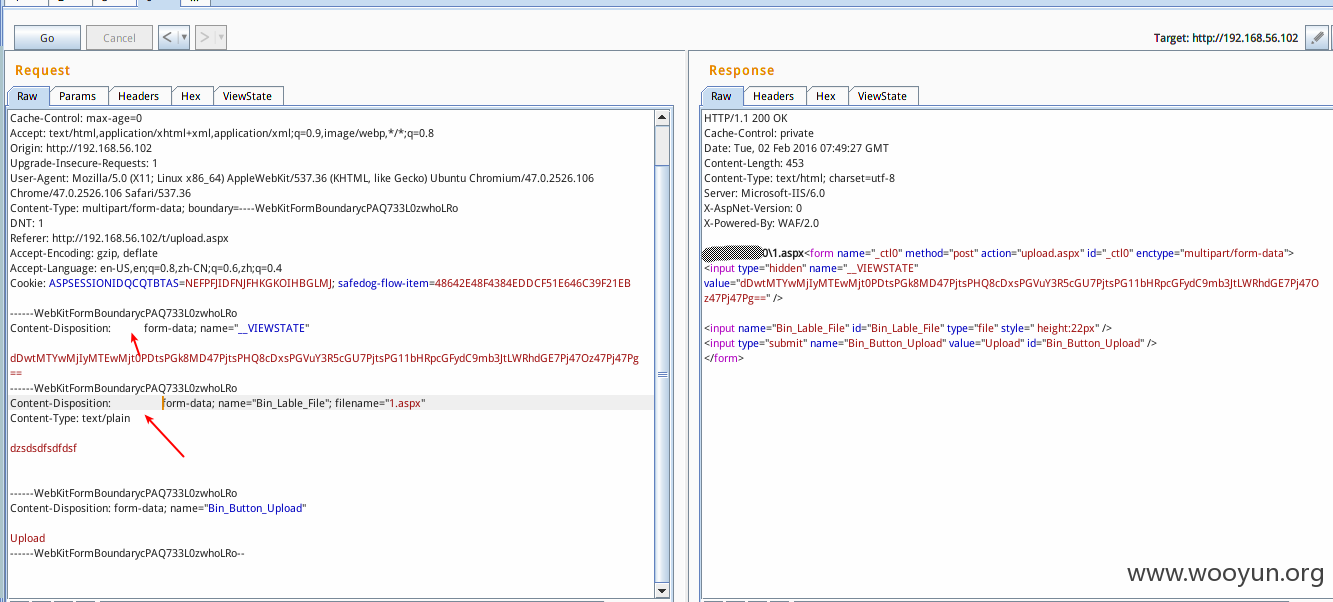 Go Cancel < > Target: http://192.168.56.102
Request
Raw Params Headers Hex ViewState
Cache-Control: max-age=0
Accept: text/html,application/xhtml+xml,application/xml;q=0.9,image/webp,*/*;q=0.8
Origin: http://192.168.56.102
Upgrade-Insecure-Requests: 1
User-Agent: Mozilla/5.0 (X11; Linux x86_64) AppleWebKit/537.36 (KHTML, like Gecko) Ubuntu Chromium/47.0.2526.106
Chrome/47.0.2526.106 Safari/537.36
Content-Type: multipart/form-data; boundary=----WebKitFormBoundarycPAQ733L0zwhoLRo
DNT: 1
Referer: http://192.168.56.102/t/upload.aspx
Accept-Encoding: gzip, deflate
Accept-Language: en-US,en;q=0.8,zh-CN;q=0.6,zh;q=0.4
Cookie: ASPSESSIONIDQCQTBTAS=NEFPFJIDFNJFHKGKOIHBGLMJ; safedog-flow-item=48642E48F4384EDDCF51E646C39F21EB
------WebKitFormBoundarycPAQ733L0zwhoLRo
Content-Disposition: form-data; name="__VIEWSTATE"
dDwtMTYwMjIyMTEwMjt0PDtsPGk8MD47PjtsPHQ8cDxsPGVuY3R5cGU7PjtsPG11bHRpcGFydC9mb3JtLWRhdGE7Pj47Oz47Pj47Pg
==
------WebKitFormBoundarycPAQ733L0zwhoLRo
Content-Disposition: form-data; name="Bin_Lable_File"; filename="1.aspx"
Content-Type: text/plain
dzsdsdfsdfdsf
------WebKitFormBoundarycPAQ733L0zwhoLRo
Content-Disposition: form-data; name="Bin_Button_Upload"
Upload
------WebKitFormBoundarycPAQ733L0zwhoLRo--
Response
Raw Headers Hex ViewState
HTTP/1.1 200 OK
Cache-Control: private
Date: Tue, 02 Feb 2016 07:49:27 GMT
Content-Length: 453
Content-Type: text/html; charset=utf-8
Server: Microsoft-IIS/6.0
X-AspNet-Version: 0
X-Powered-By: WAF/2.0
0\1.aspx<form name="_ctl0" method="post" action="upload.aspx" id="_ctl0" enctype="multipart/form-data">
<input type="hidden" name="__VIEWSTATE"
value="dDwtMTYwMjIyMTEwMjt0PDtsPGk8MD47PjtsPHQ8cDxsPGVuY3R5cGU7PjtsPG11bHRpcGFydC9mb3JtLWRhdGE7Pj47O
z47Pj47Pg==" />
<input name="Bin_Lable_File" id="Bin_Lable_File" type="file" style=" height:22px" />
<input type="submit" name="Bin_Button_Upload" value="Upload" id="Bin_Button_Upload" />
</form>
www.wooyun.org